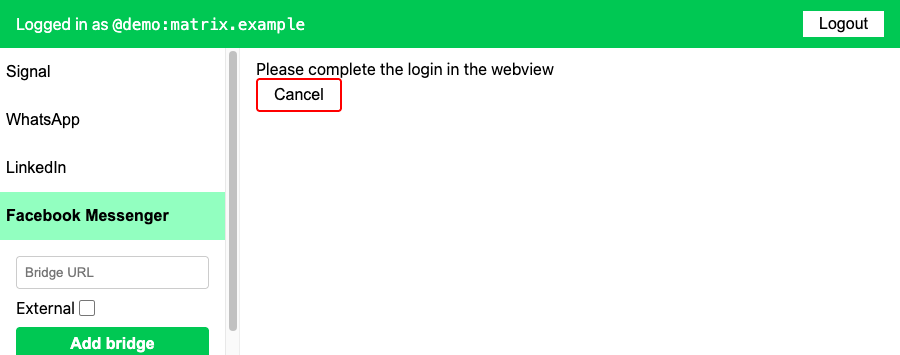 Logged in as @demo:matrix.example
Logout
Signal
WhatsApp
LinkedIn
Facebook Messenger
Bridge URL
External
Add bridge
Please complete the login in the webview
Cancel